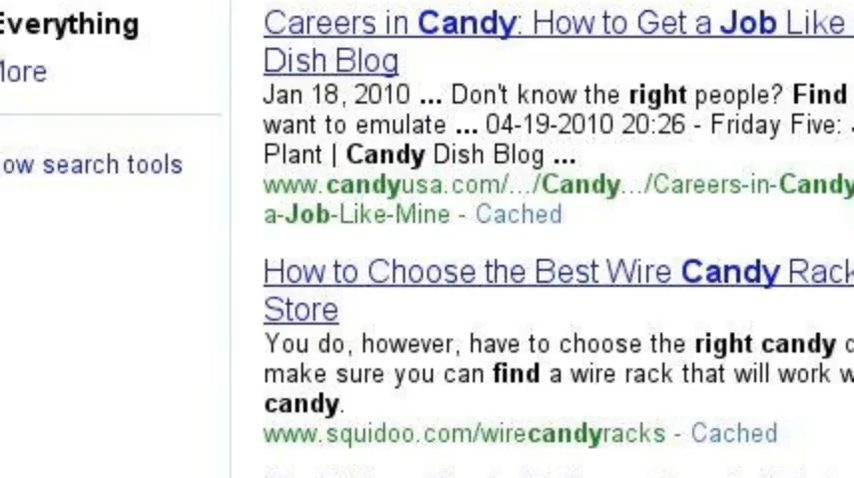 Everything
More
ow search tools
Careers in Candy: How to Get a Job Like
Dish Blog
Jan 18, 2010 ... Don't know the right people? Find
want to emulate ... 04-19-2010 20:26 - Friday Five:
Plant | Candy Dish Blog ...
www.candyusa.com/.../Candy.../Careers-in-Candy
a-Job-Like-Mine - Cached
How to Choose the Best Wire Candy Rack
Store
You do, however, have to choose the right candy
make sure you can find a wire rack that will work w
candy.
www.squidoo.com/wirecandyracks - Cached